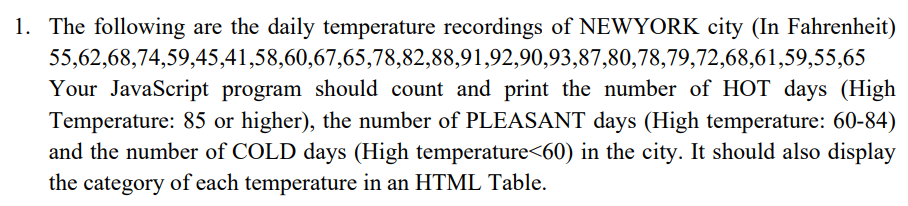 1. The following are the daily temperature recordings of NEWYORK city (In Fahrenheit)
55,62,68,74,59,45,41,58,60,67,65,78,82,88,91,92,90,93,87,80,78,79,72,68,61,59,55,65
Your JavaScript program should count and print the number of HOT days (High
Temperature: 85 or higher), the number of PLEASANT days (High temperature: 60-84)
and the number of COLD days (High temperature<60) in the city. It should also display
the category of each temperature in an HTML Table.